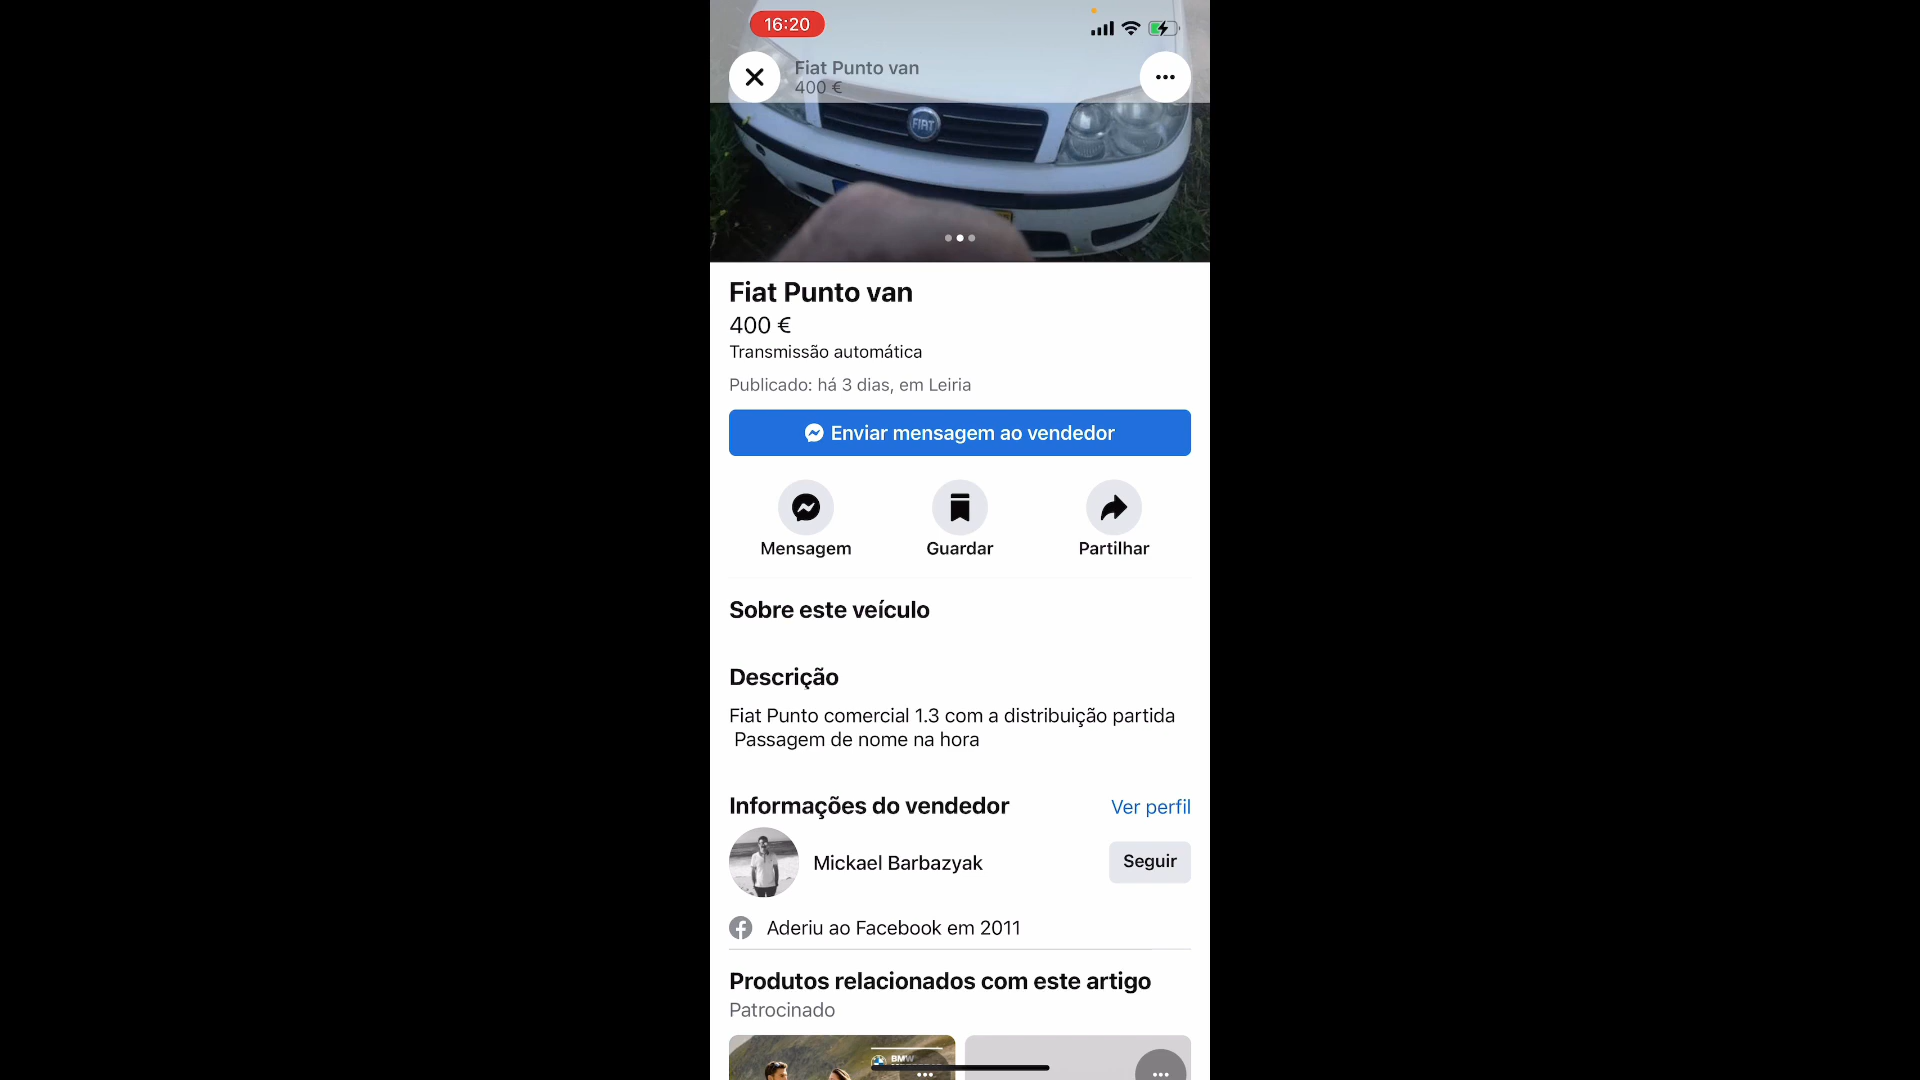 16:20
Fiat Punto van
400 €
FIAT
Fiat Punto van
400 €
Transmissão automática
Publicado: há 3 dias, em Leiria
Enviar mensagem ao vendedor
Mensagem
Guardar
Partilhar
Sobre este veículo
Descrição
Fiat Punto comercial 1.3 com a distribuição partida
Passagem de nome na hora
Informações do vendedor
Ver perfil
Mickael Barbazyak
Seguir
Aderiu ao Facebook em 2011
Produtos relacionados com este artigo
Patrocinado
BMW